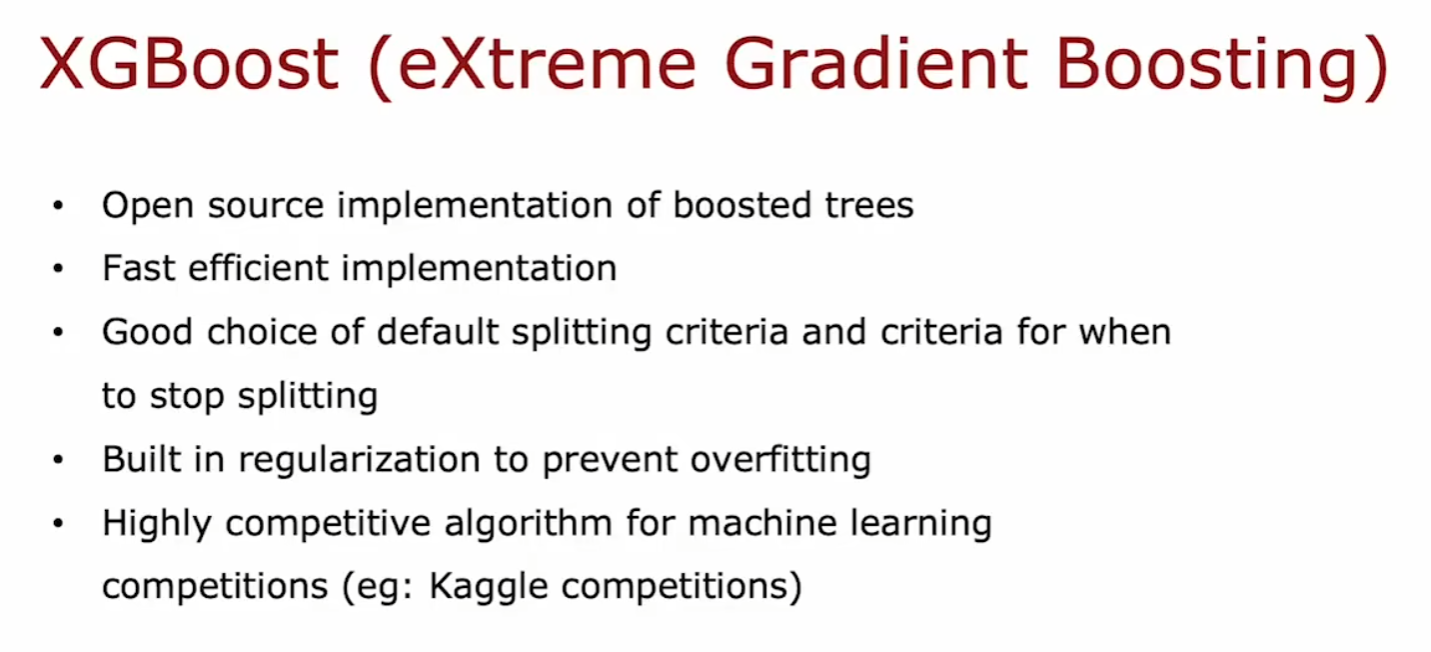 XGBoost (eXtreme Gradient Boosting)
• Open source implementation of boosted trees
• Fast efficient implementation
• Good choice of default splitting criteria and criteria for when
to stop splitting
• Built in regularization to prevent overfitting
• Highly competitive algorithm for machine learning
competitions (eg: Kaggle competitions)